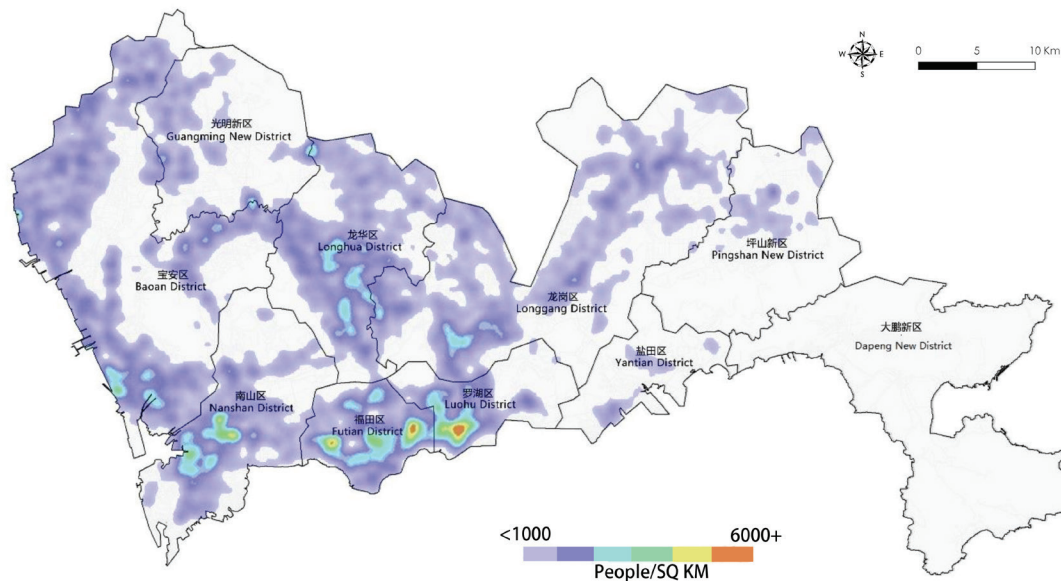 N
W E
S
0 5 10 Km
光明新区
Guangming New District
龙华区
Longhua District
宝安区
Baoan District
坪山新区
Pingshan New District
龙岗区
Longgang District
大鹏新区
Dapeng New District
盐田区
Yantian District
南山区
Nanshan District
福田区
Futian District
罗湖区
Luohu District
<1000 6000+
People/SQ KM